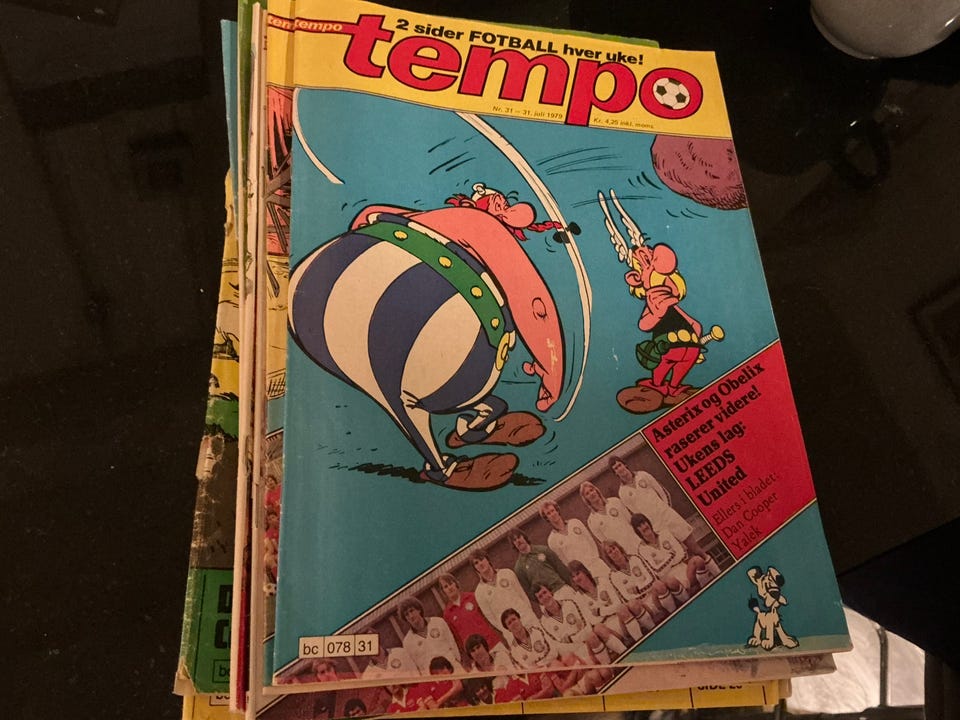 tempo
2 sider FOTBALL hver uke!
tempo
Nr. 31 — 31. juli 1979
Kr. 4,25 inkl. moms.
Asterix og Obelix
raserer videre!
Ukens lag:
LEEDS
United
Ellers i bladet:
Dan Cooper
Yalek
bc 078 31